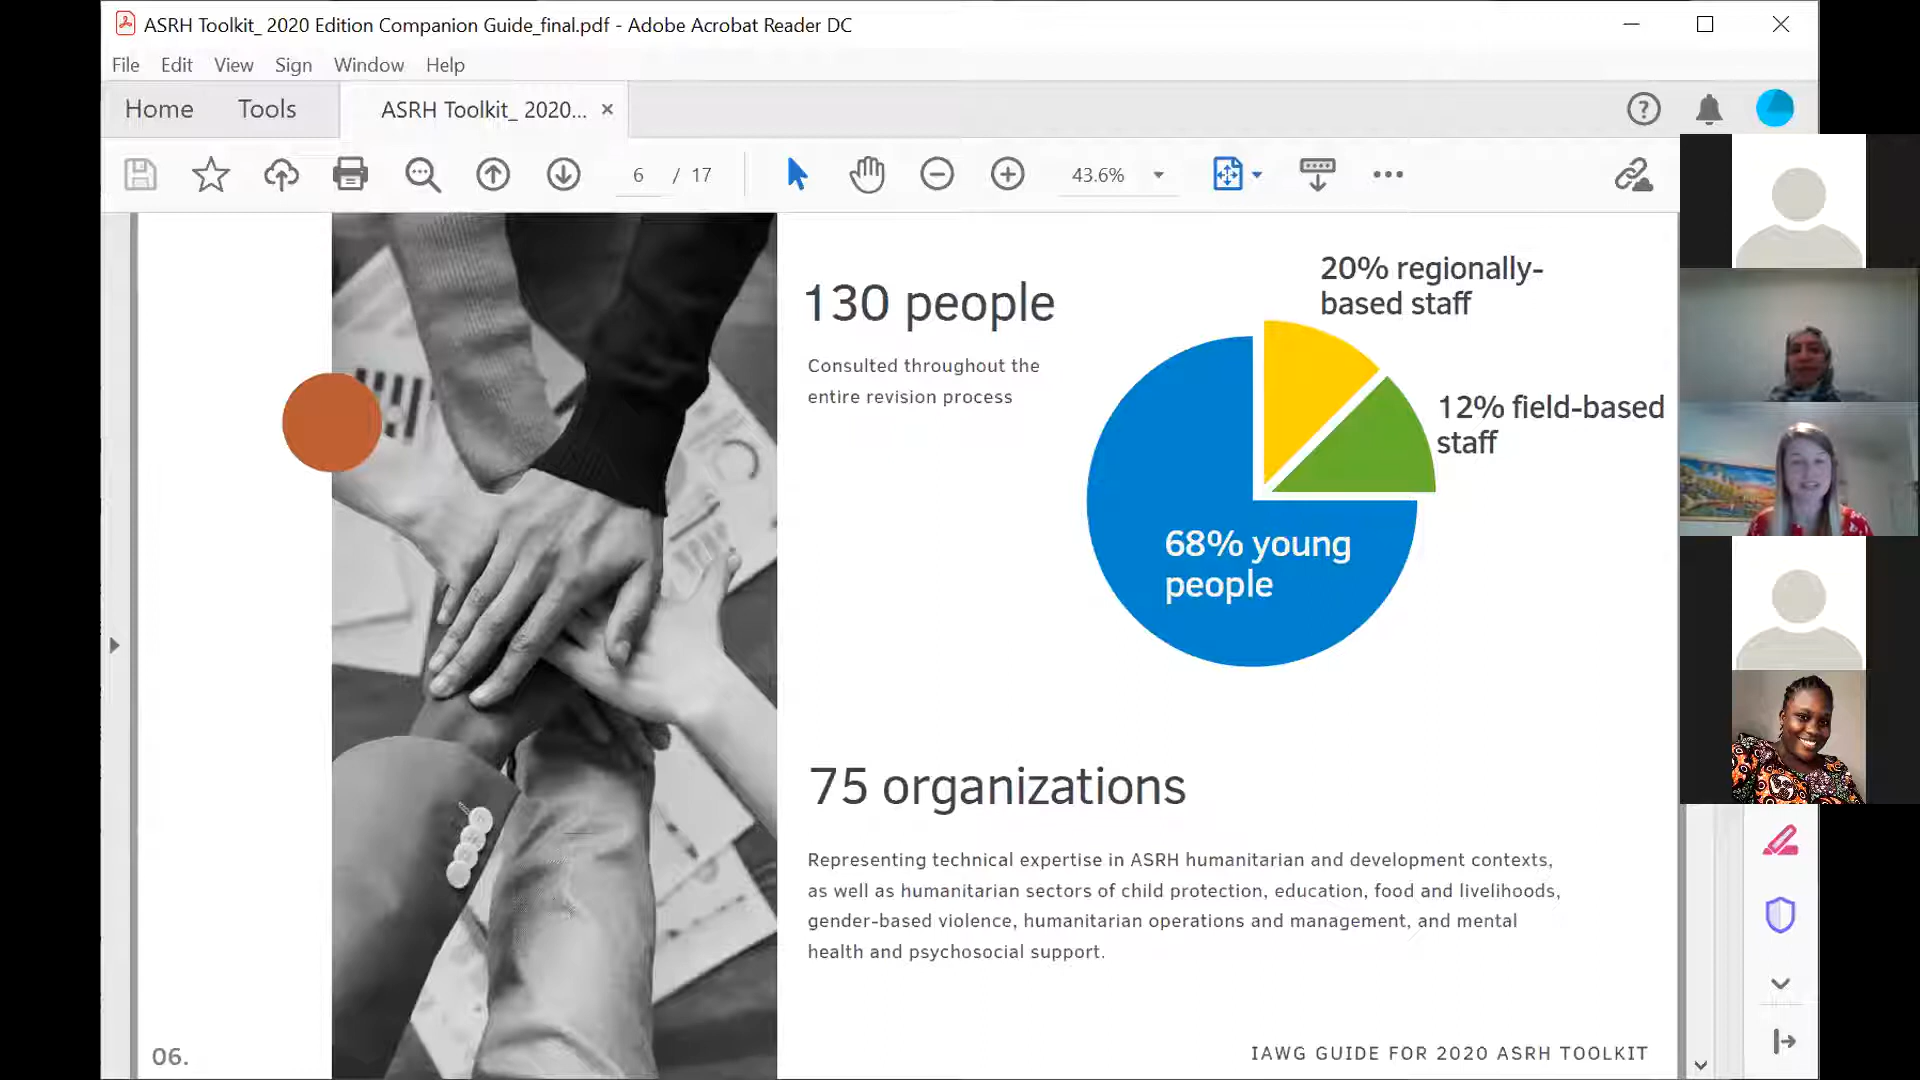 ASRH Toolkit_ 2020 Edition Companion Guide_final.pdf - Adobe Acrobat Reader DC
File Edit View Sign Window Help
Home Tools ASRH Toolkit_ 2020...
6 / 17 43.6%
20% regionally-
based staff
130 people
Consulted throughout the
entire revision process
12% field-based
staff
68% young
people
75 organizations
Representing technical expertise in ASRH humanitarian and development contexts,
as well as humanitarian sectors of child protection, education, food and livelihoods,
gender-based violence, humanitarian operations and management, and mental
health and psychosocial support.
06.
IAWG GUIDE FOR 2020 ASRH TOOLKIT